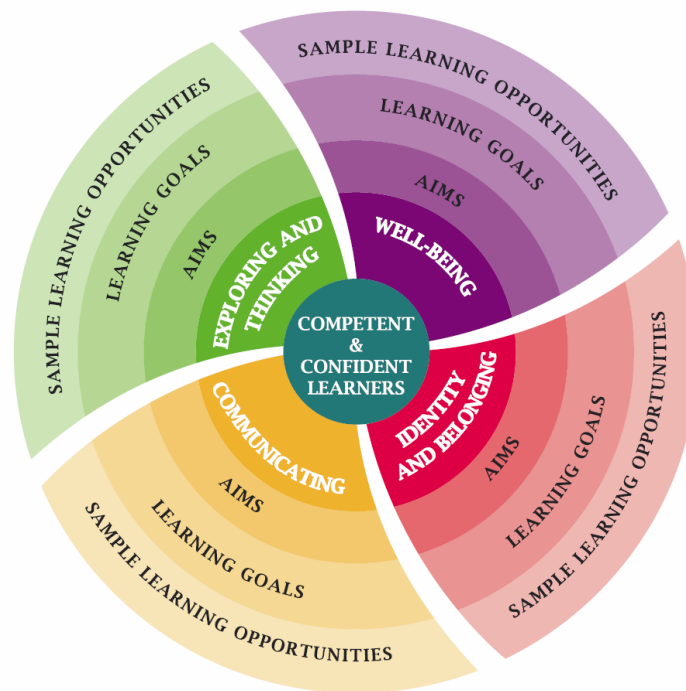 COMPETENT
&
CONFIDENT
LEARNERS
WELL-BEING
AIMS
LEARNING GOALS
SAMPLE LEARNING OPPORTUNITIES
IDENTITY
AND BELONGING
AIMS
LEARNING GOALS
SAMPLE LEARNING OPPORTUNITIES
COMMUNICATING
AIMS
LEARNING GOALS
SAMPLE LEARNING OPPORTUNITIES
EXPLORING AND
THINKING
AIMS
LEARNING GOALS
SAMPLE LEARNING OPPORTUNITIES